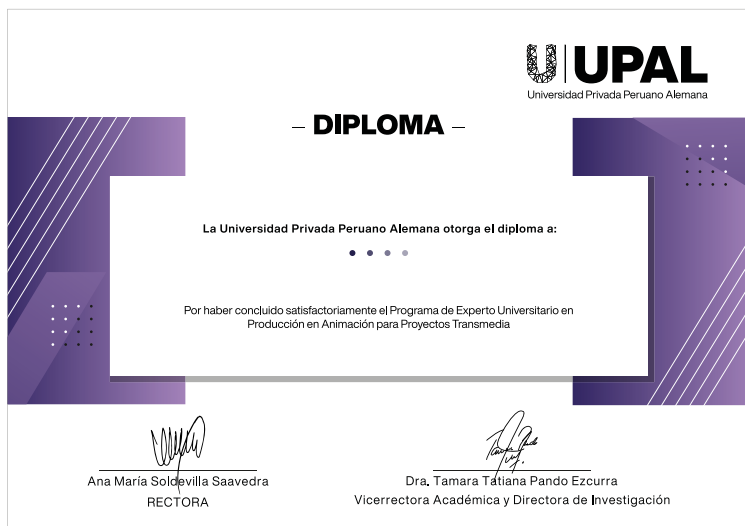 UPAL
Universidad Privada Peruano Alemana
– DIPLOMA –
La Universidad Privada Peruano Alemana otorga el diploma a:
Por haber concluido satisfactoriamente el Programa de Experto Universitario en
Producción en Animación para Proyectos Transmedia
Ana María Soldevilla Saavedra
RECTORA
Dra. Tamara Tatiana Pando Ezcurra
Vicerrectora Académica y Directora de Investigación